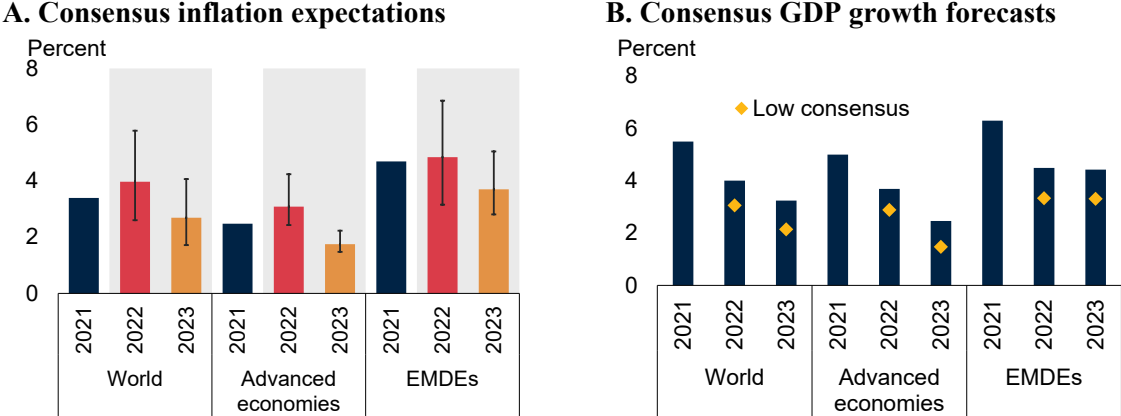 A. Consensus inflation expectations
Percent
8
6
4
2
0
2021
2022
2023
2021
2022
2023
2021
2022
2023
World
Advanced
economies
EMDEs
B. Consensus GDP growth forecasts
Percent
8
6
4
2
0
Low consensus
2021
2022
2023
2021
2022
2023
2021
2022
2023
World
Advanced
economies
EMDEs